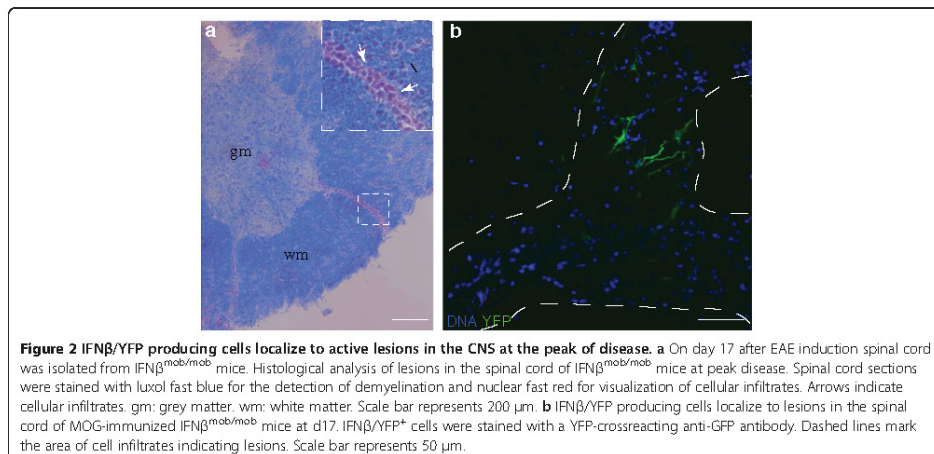 a
b
gm
wm
DNA YFP
Figure 2 IFNβ/YFP producing cells localize to active lesions in the CNS at the peak of disease. a On day 17 after EAE induction spinal cord
was isolated from IFNβmob/mob mice. Histological analysis of lesions in the spinal cord of IFNβmob/mob mice at peak disease. Spinal cord sections
were stained with luxol fast blue for the detection of demyelination and nuclear fast red for visualization of cellular infiltrates. Arrows indicate
cellular infiltrates. gm: grey matter. wm: white matter. Scale bar represents 200 μm. b IFNβ/YFP producing cells localize to lesions in the spinal
cord of MOG-immunized IFNβmob/mob mice at d17. IFNβ/YFP+ cells were stained with a YFP-crossreacting anti-GFP antibody. Dashed lines mark
the area of cell infiltrates indicating lesions. Scale bar represents 50 μm.